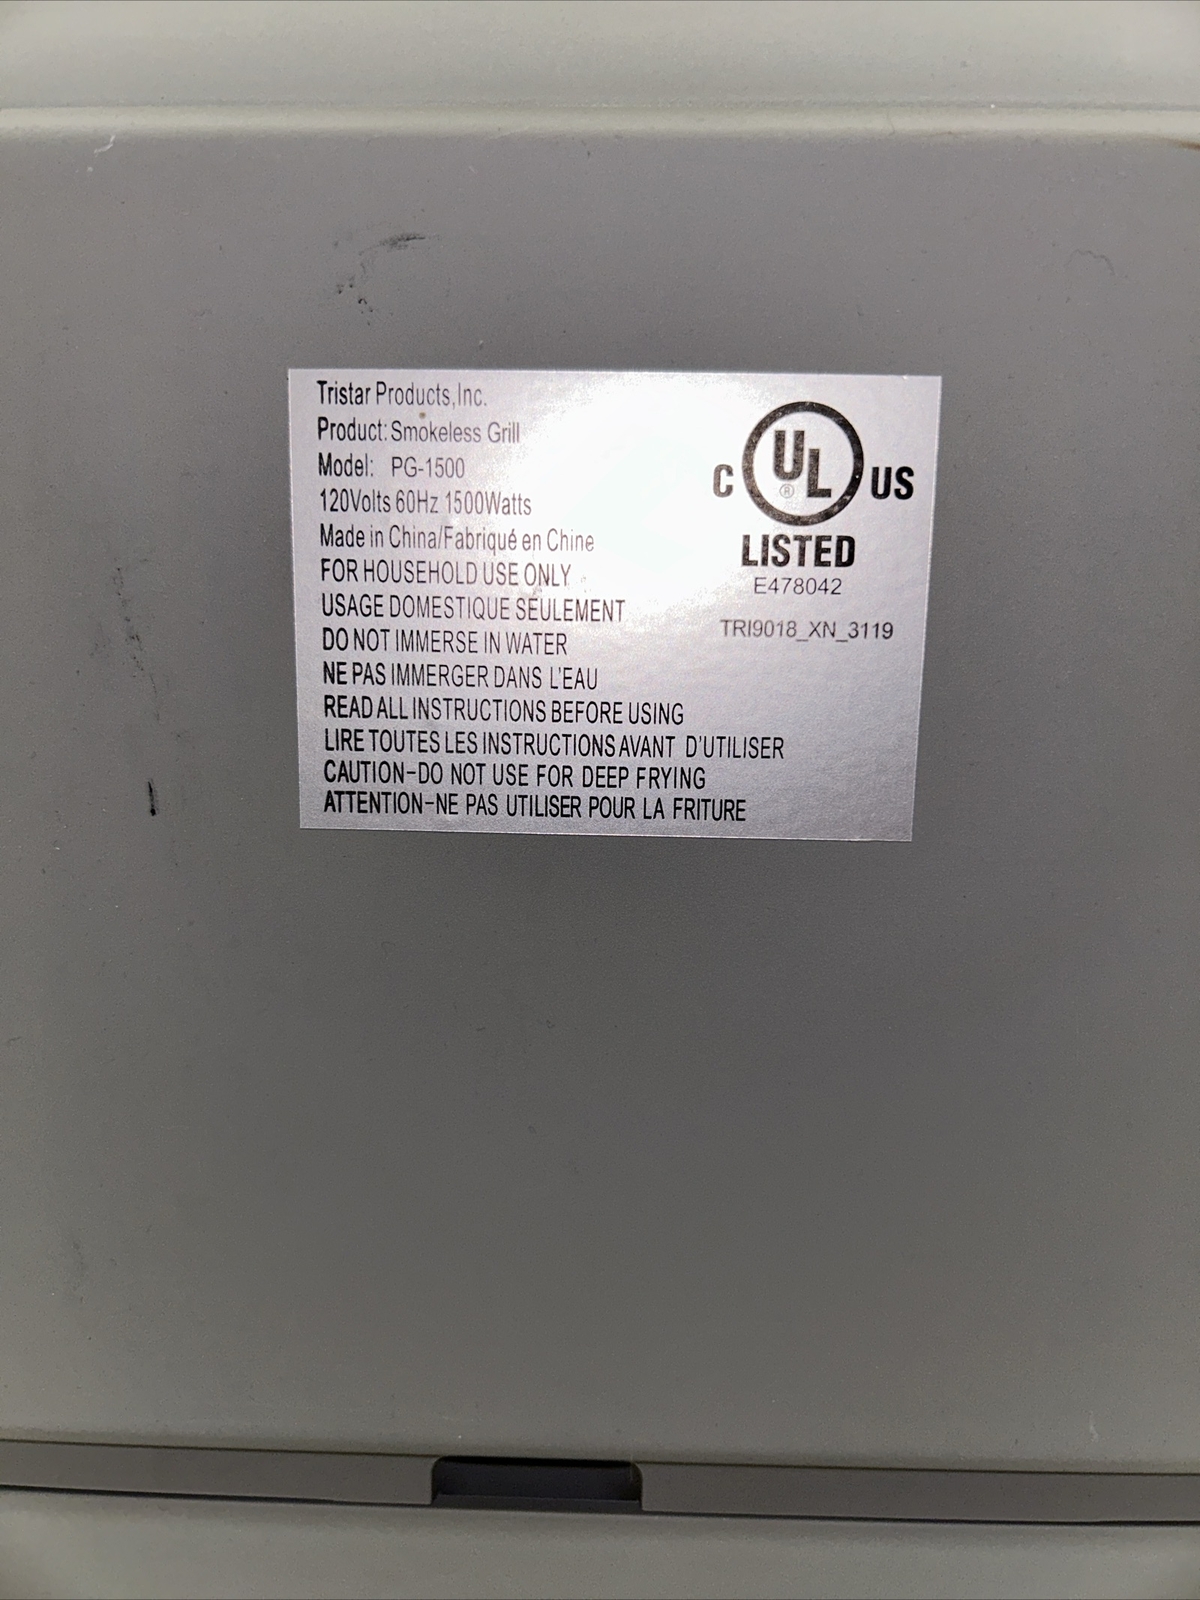 Tristar Products,Inc.
Product: Smokeless Grill
Model: PG-1500
120Volts 60Hz 1500Watts
Made in China/Fabriqué en Chine
FOR HOUSEHOLD USE ONLY
USAGE DOMESTIQUE SEULEMENT
DO NOT IMMERSE IN WATER
NE PAS IMMERGER DANS L'EAU
READ ALL INSTRUCTIONS BEFORE USING
LIRE TOUTES LES INSTRUCTIONS AVANT D'UTILISER
CAUTION-DO NOT USE FOR DEEP FRYING
ATTENTION-NE PAS UTILISER POUR LA FRITURE
C UL ® US
LISTED
E478042
TRI9018_XN_3119